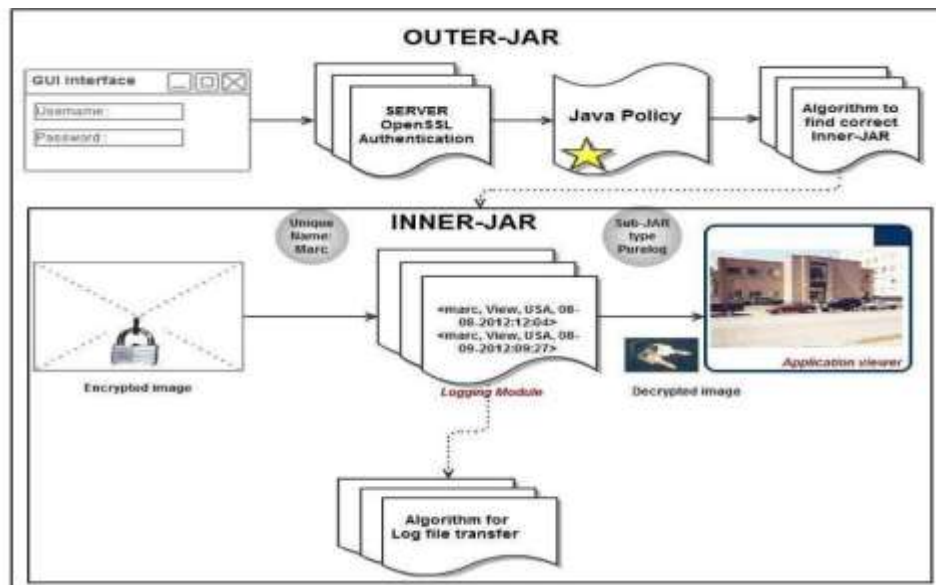 OUTER-JAR
GUI Interface
Username:
Password:
SERVER
OpenSSL
Authentication
Java Policy
Algorithm to
find correct
Inner-JAR
INNER-JAR
Unique
Name:
Marc
Sub-JAR
type
Purelog
<marc, View, USA, 08-
08-2012:12:04>
<marc, View, USA, 08-
09-2012:09:27>
Application viewer
Encrypted Image
Logging Module
Decrypted Image
Algorithm for
Log file transfer